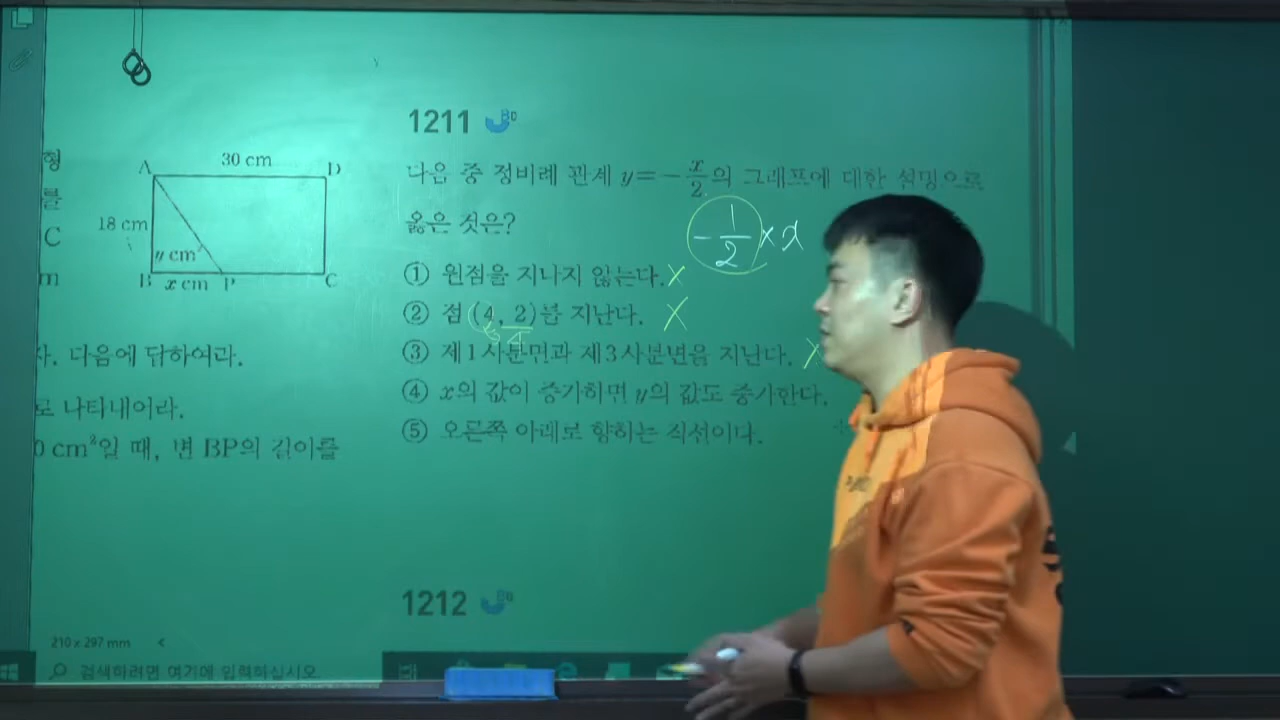 형
를
C
m
A
30 cm
D
18 cm
y cm
B
x cm
P
C
다음에 답하여라.
로 나타내어라.
0 cm²일 때, 변 BP의 길이를
1211
다음 중 정비례 관계 y=-x/2의 그래프에 대한 설명으로
옳은 것은?
-1/2 × x
① 원점을 지나지 않는다. ×
② 점 (4, 2)를 지난다. ×
③ 제1사분면과 제3사분면을 지난다. ×
④ x의 값이 증가하면 y의 값도 증가한다.
⑤ 오른쪽 아래로 향하는 직선이다.
1212
210 x 297 mm <
검색하려면 여기에 입력하십시오.